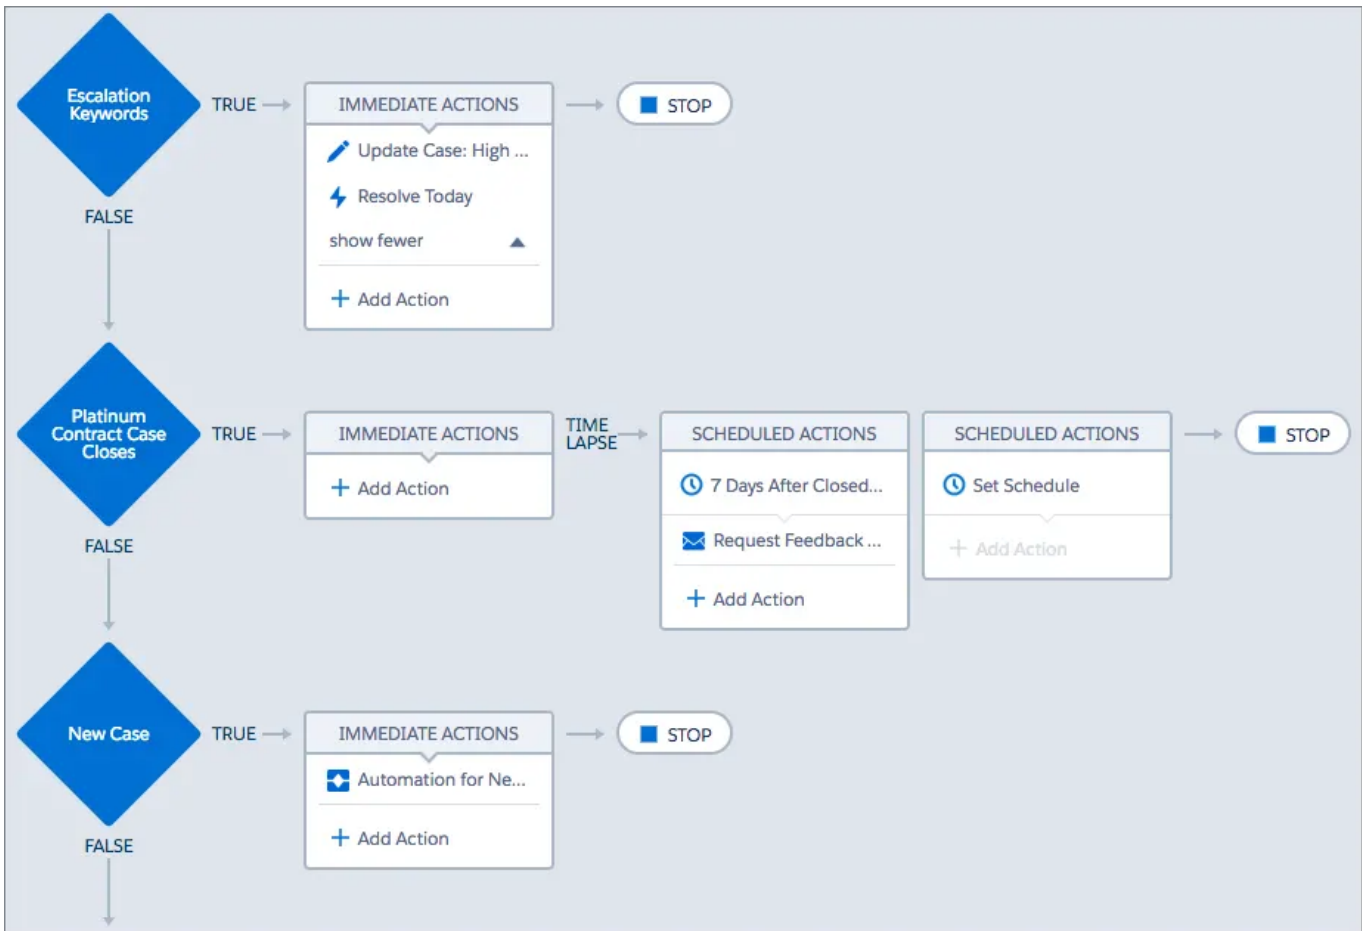 Escalation
Keywords
TRUE
IMMEDIATE ACTIONS
STOP
Update Case: High ...
Resolve Today
show fewer
Add Action
FALSE
Platinum
Contract Case
Closes
TRUE
IMMEDIATE ACTIONS
Add Action
TIME
LAPSE
SCHEDULED ACTIONS
7 Days After Closed...
Request Feedback ...
Add Action
SCHEDULED ACTIONS
Set Schedule
Add Action
STOP
FALSE
New Case
TRUE
IMMEDIATE ACTIONS
Automation for Ne...
Add Action
STOP
FALSE